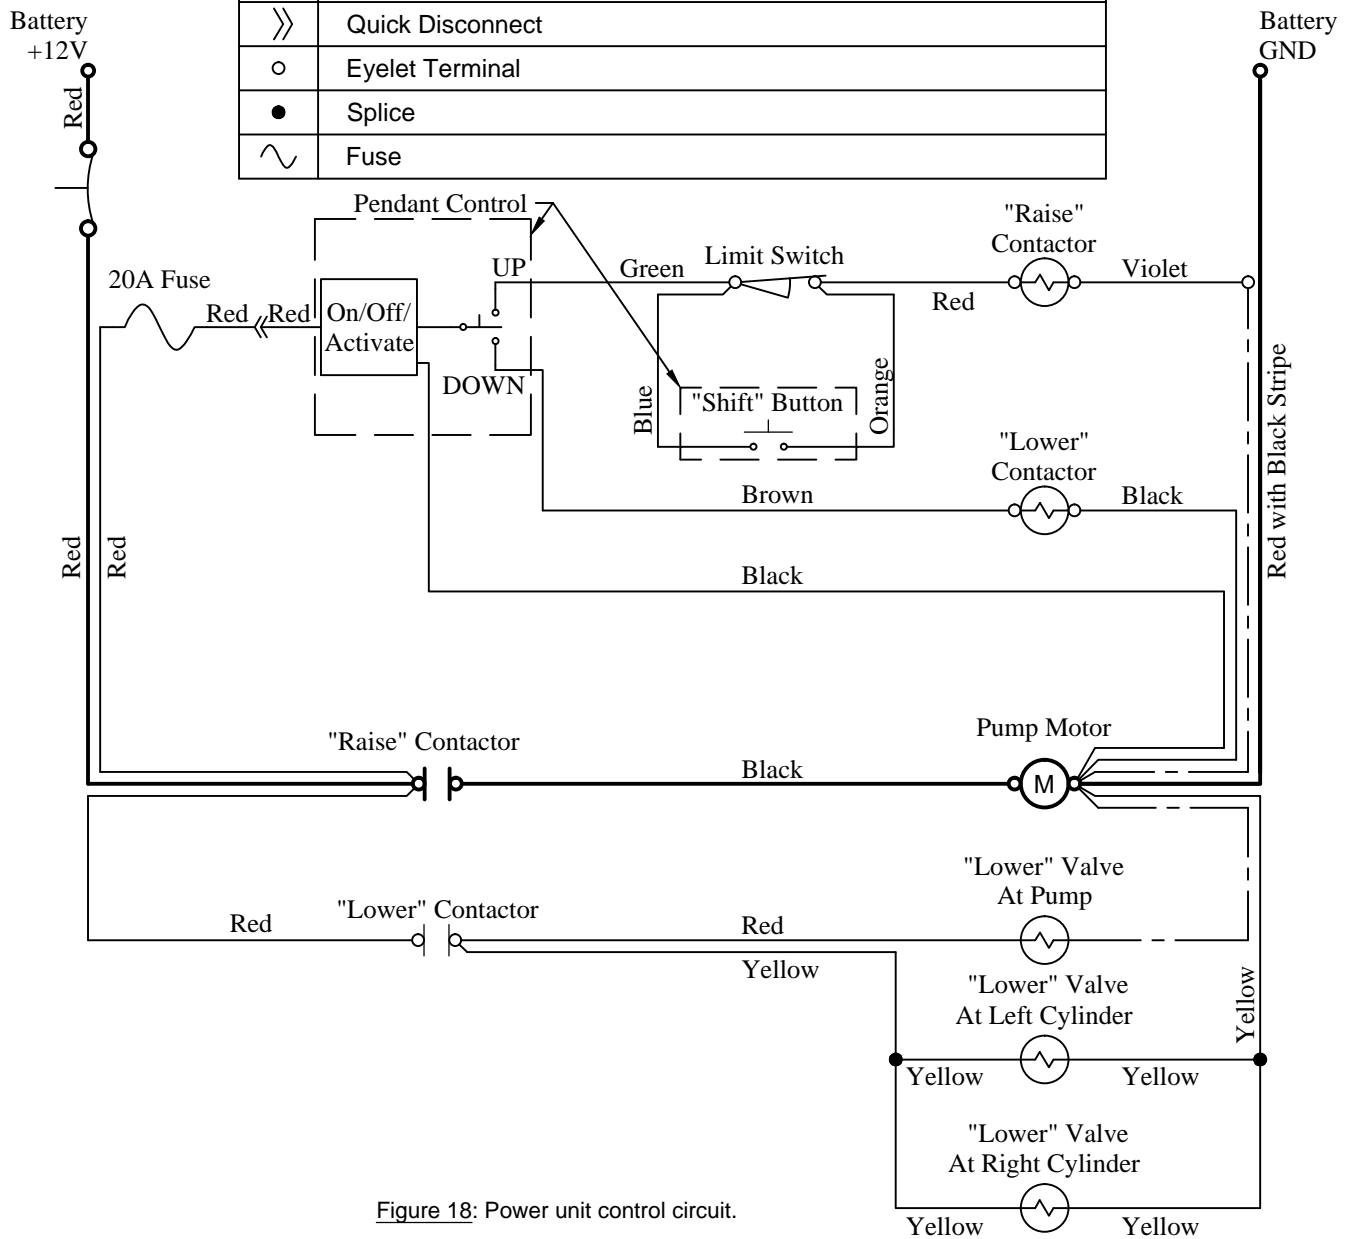 Battery
+12V
Quick Disconnect
Eyelet Terminal
Splice
Fuse
Battery
GND
Red
Pendant Control
"Raise"
Contactor
UP
Green
Limit Switch
Violet
20A Fuse
Red
Red
On/Off/
Activate
Red
DOWN
Blue
"Shift" Button
Orange
Red with Black Stripe
"Lower"
Contactor
Brown
Black
Red
Red
Black
Pump Motor
"Raise" Contactor
Black
M
"Lower" Valve
At Pump
"Lower" Contactor
Red
Red
Yellow
"Lower" Valve
At Left Cylinder
Yellow
Yellow
Yellow
"Lower" Valve
At Right Cylinder
Yellow
Yellow
Figure 18: Power unit control circuit.